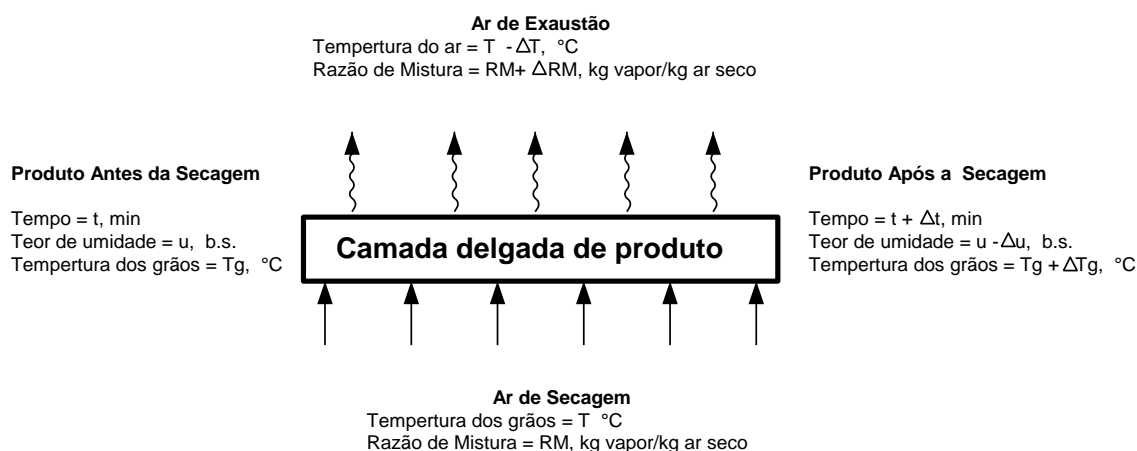 Ar de Exaustão
Tempertura do ar = T - ΔT, °C
Razão de Mistura = RM+ ΔRM, kg vapor/kg ar seco
Produto Antes da Secagem
Tempo = t, min
Teor de umidade = u, b.s.
Tempertura dos grãos = Tg, °C
Camada delgada de produto
Produto Após a Secagem
Tempo = t + Δt, min
Teor de umidade = u -Δu, b.s.
Tempertura dos grãos = Tg + ΔTg, °C
Ar de Secagem
Tempertura dos grãos = T °C
Razão de Mistura = RM, kg vapor/kg ar seco